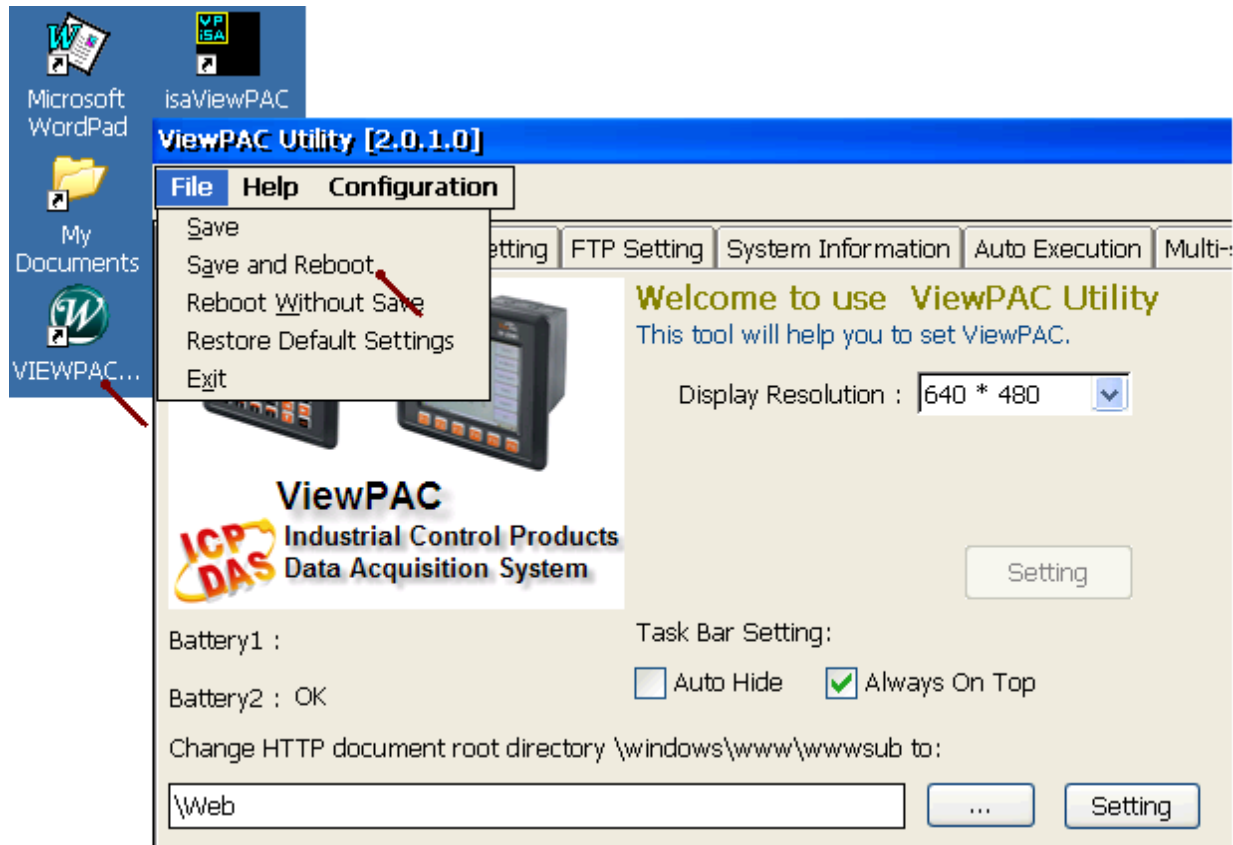 VP
iSA
Microsoft
WordPad
isaViewPAC
My
Documents
VIEWPAC...
ViewPAC Utility [2.0.1.0]
File Help Configuration
Save
Save and Reboot
Reboot Without Save
Restore Default Settings
Exit
etting FTP Setting System Information Auto Execution Multi-
Welcome to use ViewPAC Utility
This tool will help you to set ViewPAC.
Display Resolution : 640 * 480
ViewPAC
ICP
DAS
Industrial Control Products
Data Acquisition System
Setting
Battery1 :
Battery2 : OK
Task Bar Setting:
Auto Hide Always On Top
Change HTTP document root directory \windows\www\wwwsub to:
\Web ... Setting